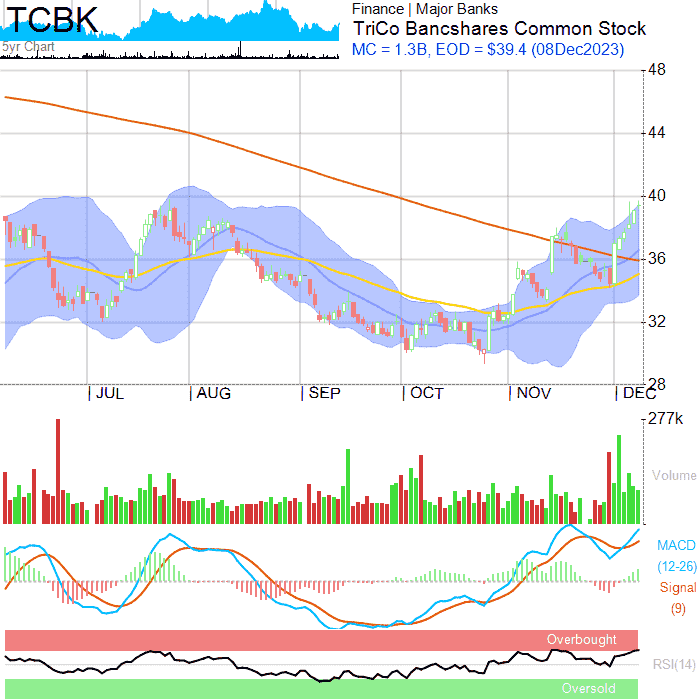 TCBK
5yr Chart
Finance | Major Banks
TriCo Bancshares Common Stock
MC = 1.3B, EOD = $39.4 (08Dec2023)
48
44
40
36
32
28
JUL AUG SEP OCT NOV DEC
277k
Volume
MACD
(12-26)
Signal
(9)
Overbought
RSI(14)
Oversold